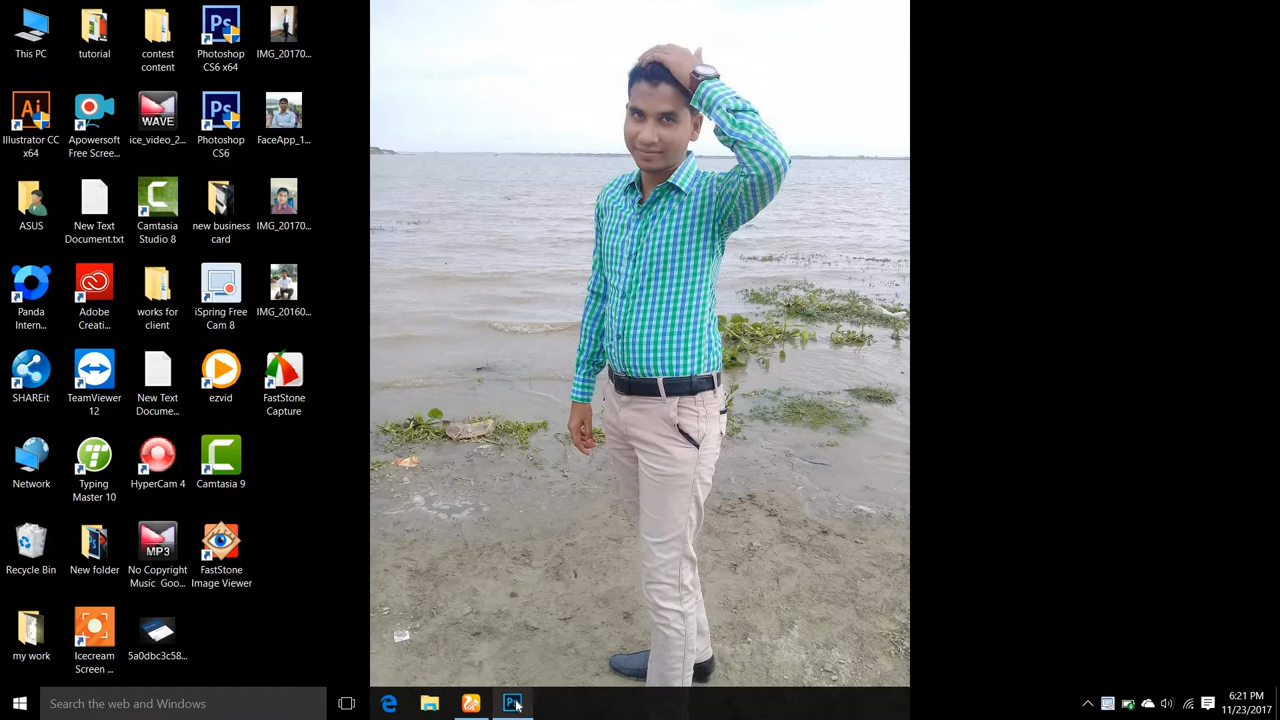 This PC
tutorial
contest
content
Photoshop
CS6 x64
IMG_20170...
Illustrator CC
x64
Apowersoft
Free Scree...
ice_video_2...
Photoshop
CS6
FaceApp_1...
ASUS
New Text
Document.txt
Camtasia
Studio 8
new business
card
IMG_20170...
Panda
Intern...
Adobe
Creati...
works for
client
iSpring Free
Cam 8
IMG_20160...
SHAREit
TeamViewer
12
New Text
Docume...
ezvid
FastStone
Capture
Network
Typing
Master 10
HyperCam 4
Camtasia 9
Recycle Bin
New folder
No Copyright
Music Goo...
FastStone
Image Viewer
my work
Icecream
Screen ...
5a0dbc3c58...
Ps
Ai
WAVE
Ps
MP3
Search the web and Windows
Ps
6:21 PM
11/23/2017